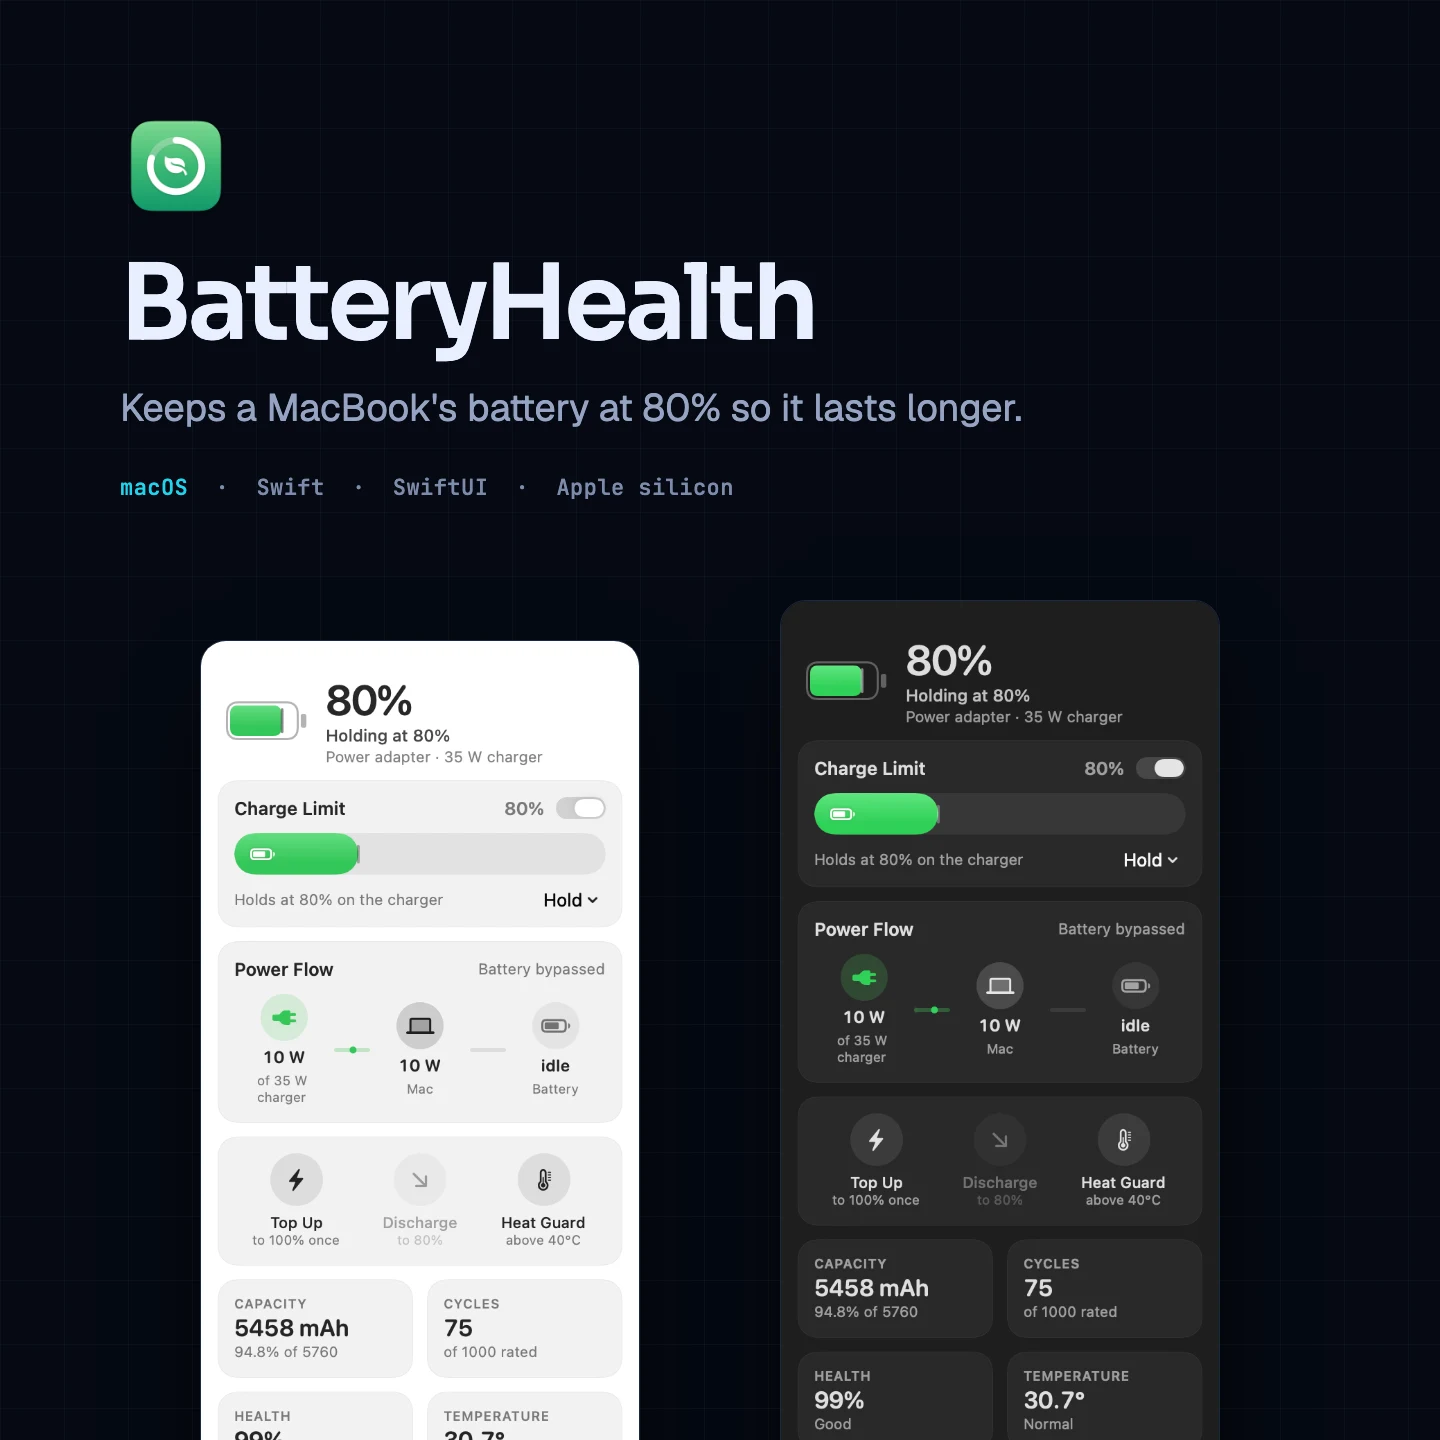 BatteryHealth
Keeps a MacBook's battery at 80% so it lasts longer.
macOS · Swift · SwiftUI · Apple silicon
80%
Holding at 80%
Power adapter · 35 W charger
Charge Limit 80%
Holds at 80% on the charger Hold
Power Flow Battery bypassed
10 W 10 W idle
of 35 W charger Mac Battery
Top Up Discharge Heat Guard
to 100% once to 80% above 40°C
CAPACITY CYCLES
5458 mAh 75
94.8% of 5760 of 1000 rated
HEALTH TEMPERATURE
99% 30.7°
80%
Holding at 80%
Power adapter · 35 W charger
Charge Limit 80%
Holds at 80% on the charger Hold
Power Flow Battery bypassed
10 W 10 W idle
of 35 W charger Mac Battery
Top Up Discharge Heat Guard
to 100% once to 80% above 40°C
CAPACITY CYCLES
5458 mAh 75
94.8% of 5760 of 1000 rated
HEALTH TEMPERATURE
99% 30.7°
Good Normal